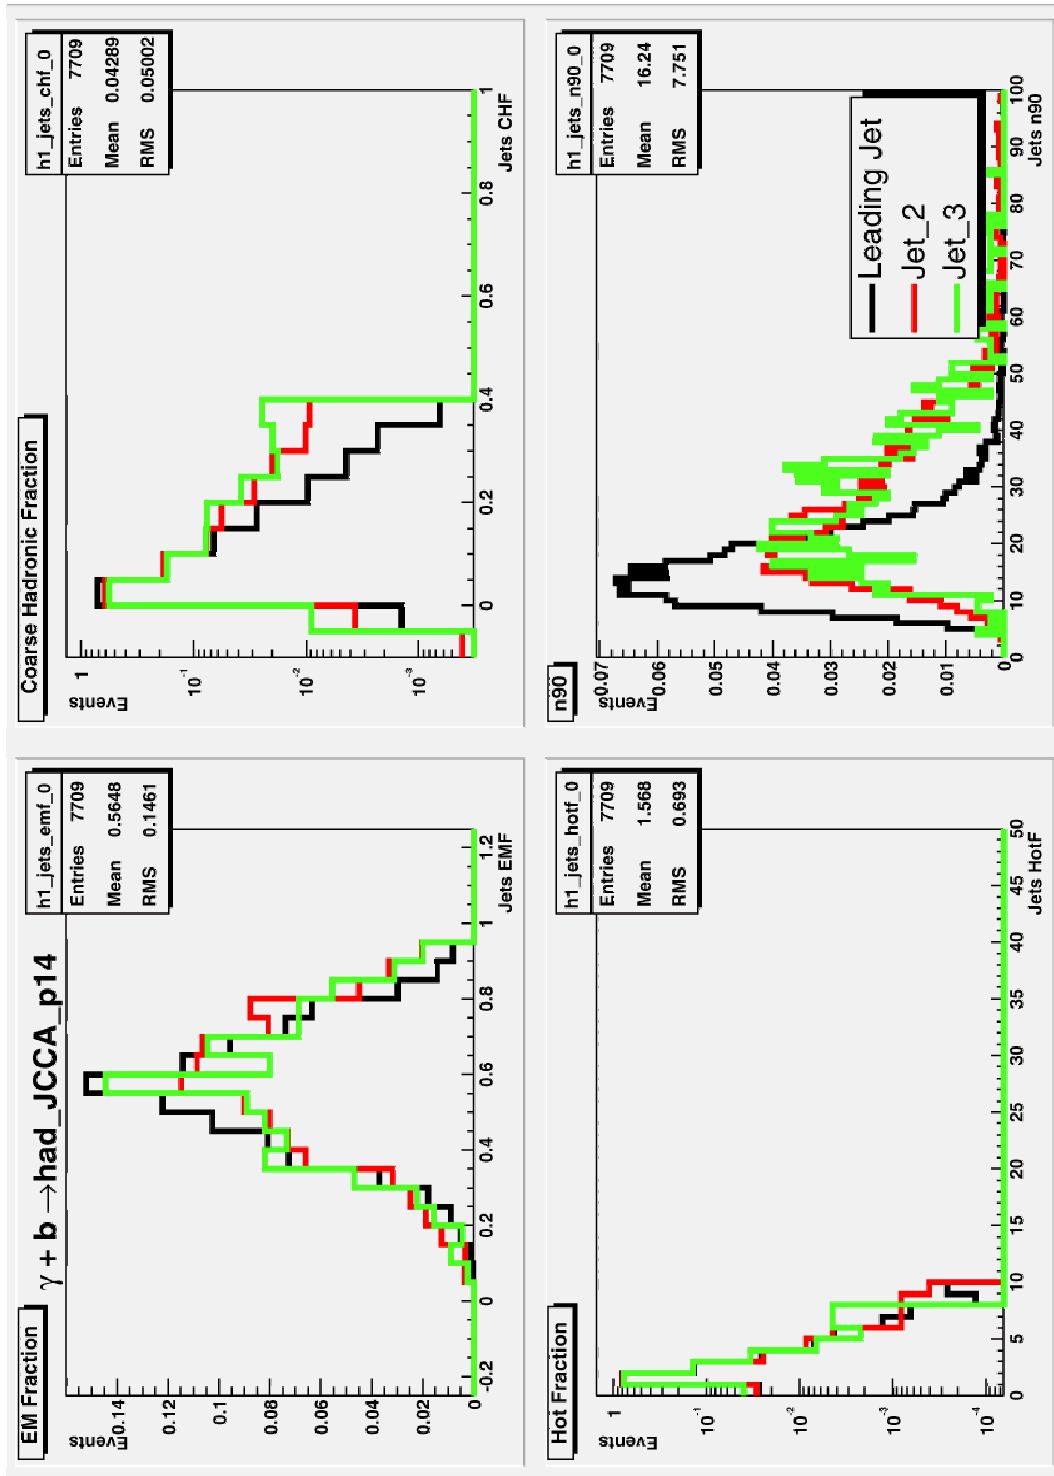 EM Fraction
γ + b →had_JCCA_p14
h1_jets_emf_0
Entries 7709
Mean 0.5648
RMS 0.1461
Events
0.14
0.12
0.1
0.08
0.06
0.04
0.02
-0.2 0 0.2 0.4 0.6 0.8 1 1.2
Jets EMF
Coarse Hadronic Fraction
h1_jets_chf_0
Entries 7709
Mean 0.04289
RMS 0.05002
Events
1
10⁻¹
10⁻²
10⁻³
0 0.2 0.4 0.6 0.8 1
Jets CHF
Hot Fraction
h1_jets_hotf_0
Entries 7709
Mean 1.568
RMS 0.693
Events
1
10⁻¹
10⁻²
10⁻³
10⁻⁴
0 5 10 15 20 25 30 35 40 45 50
Jets HotF
n90
h1_jets_n90_0
Entries 7709
Mean 16.24
RMS 7.751
Events
0.07
0.06
0.05
0.04
0.03
0.02
0.01
0
0 10 20 30 40 50 60 70 80 90 100
Jets n90
Leading Jet
Jet_2
Jet_3